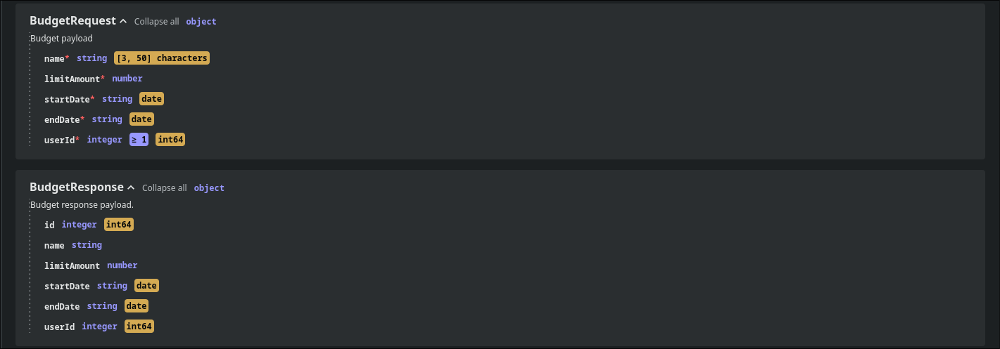 BudgetRequest Collapse all object
Budget payload
name* string [3, 50] characters
limitAmount* number
startDate* string date
endDate* string date
userId* integer ≥ 1 int64
BudgetResponse Collapse all object
Budget response payload.
id integer int64
name string
limitAmount number
startDate string date
endDate string date
userId integer int64